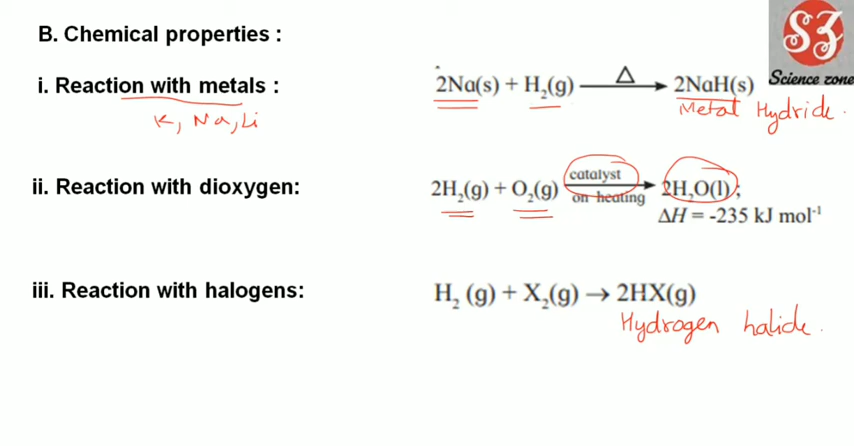 B. Chemical properties :
SZ
Science zone
i. Reaction with metals :
2Na(s) + H₂(g) —Δ→ 2NaH(s)
K, Na, Li
Metal Hydride.
ii. Reaction with dioxygen:
2H₂(g) + O₂(g) —catalyst on heating→ 2H₂O(l);
ΔH = -235 kJ mol⁻¹
iii. Reaction with halogens:
H₂ (g) + X₂(g) → 2HX(g)
Hydrogen halide.